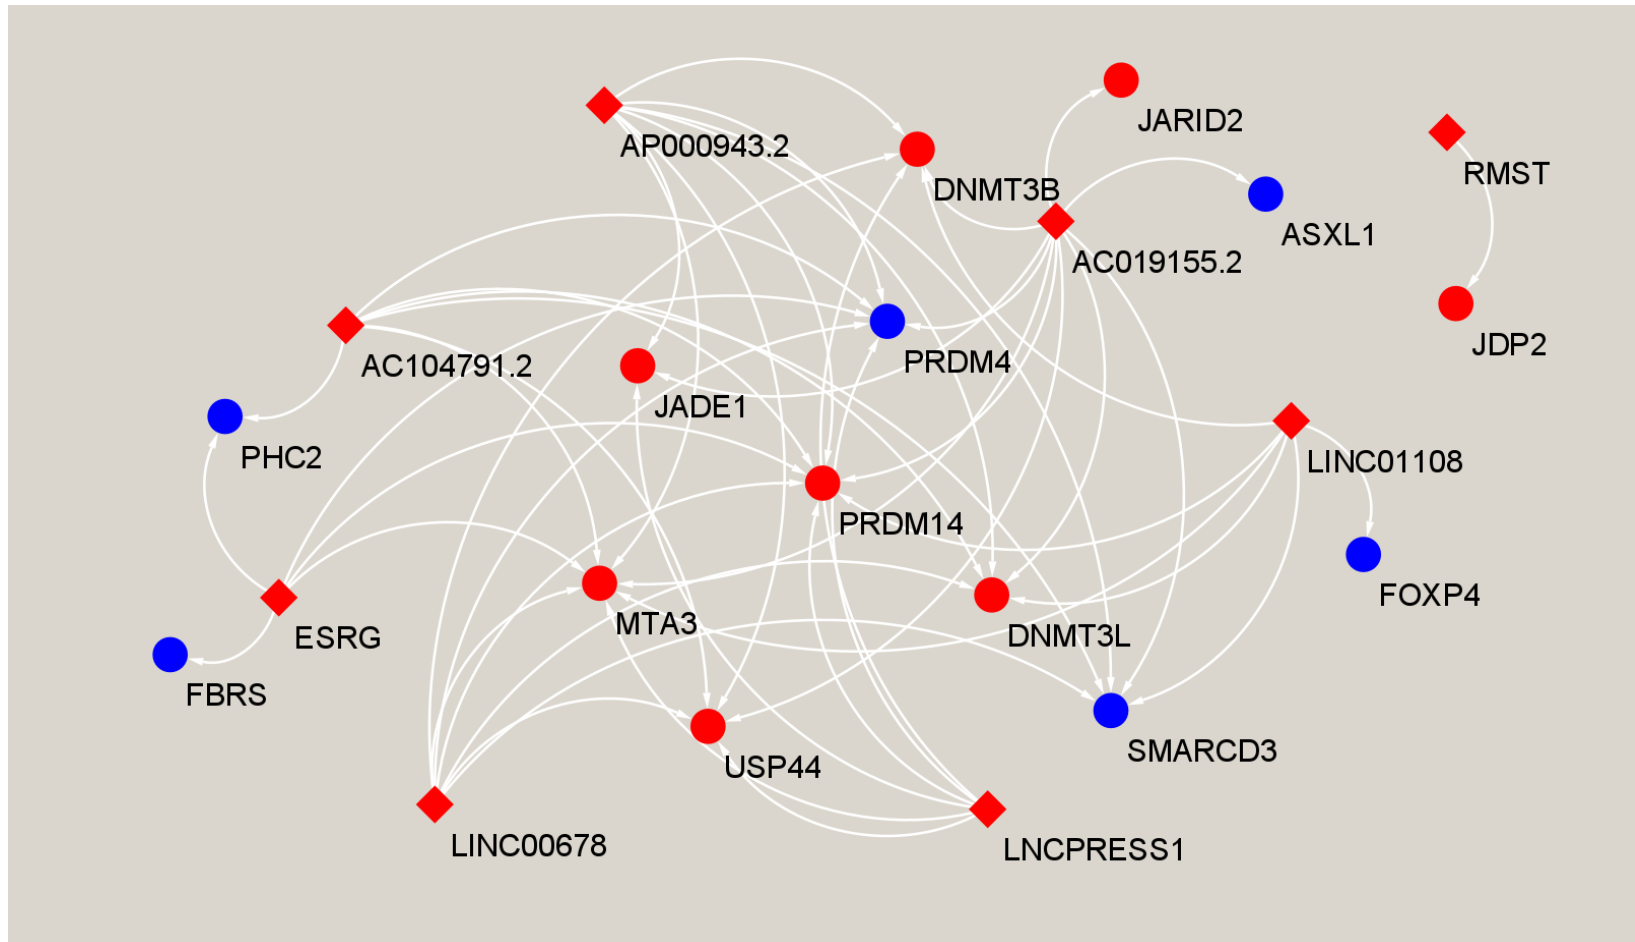 JARID2
AP000943.2
RMST
DNMT3B
ASXL1
AC019155.2
JDP2
PRDM4
AC104791.2
JADE1
PHC2
LINC01108
PRDM14
FOXP4
MTA3
DNMT3L
ESRG
FBRS
SMARCD3
USP44
LINC00678
LNCPRESS1